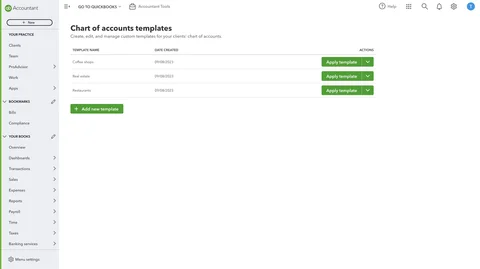 Accountant
GO TO QUICKBOOKS
Accountant Tools
Help
+ New
YOUR PRACTICE
Clients
Team
ProAdvisor
Work
Apps
BOOKMARKS
Bills
Compliance
YOUR BOOKS
Overview
Dashboards
Transactions
Sales
Expenses
Reports
Payroll
Time
Taxes
Banking services
Menu settings
Chart of accounts templates
Create, edit, and manage custom templates for your clients' chart of accounts.
TEMPLATE NAME DATE CREATED ACTIONS
Coffee shops 09/08/2023 Apply template
Real estate 09/08/2023 Apply template
Restaurants 09/08/2023 Apply template
+ Add new template